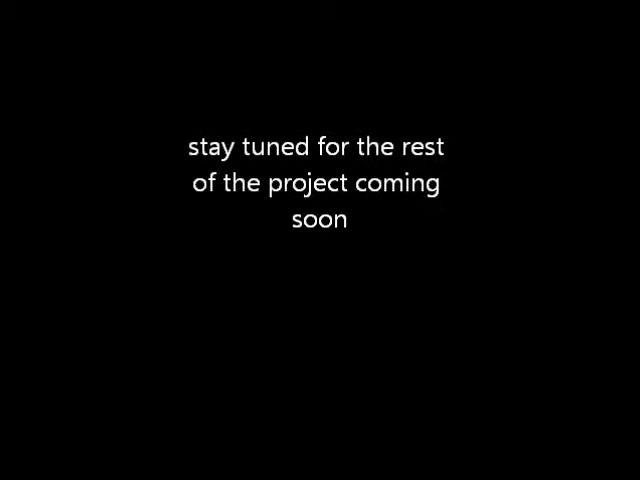 stay tuned for the rest
of the project coming
soon